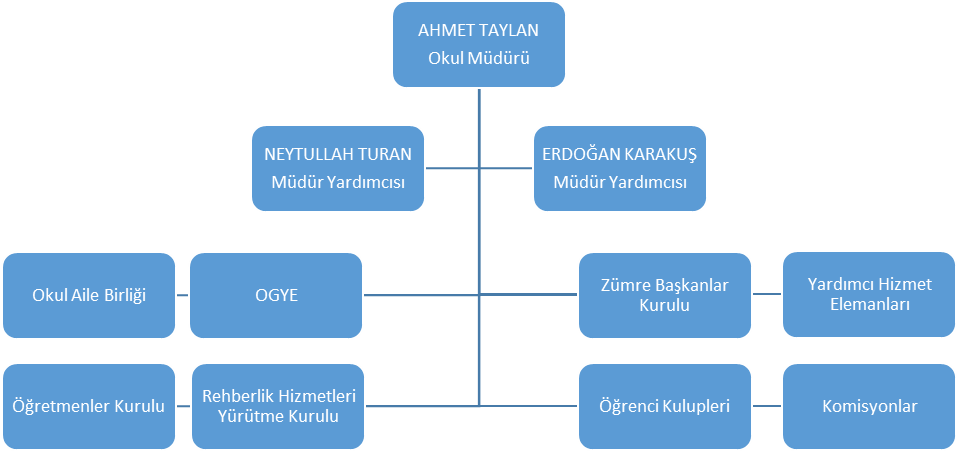 AHMET TAYLAN
Okul Müdürü
NEYTULLAH TURAN
Müdür Yardımcısı
ERDOĞAN KARAKUŞ
Müdür Yardımcısı
Okul Aile Birliği
OGYE
Zümre Başkanlar
Kurulu
Yardımcı Hizmet
Elemanları
Öğretmenler Kurulu
Rehberlik Hizmetleri
Yürütme Kurulu
Öğrenci Kulupleri
Komisyonlar